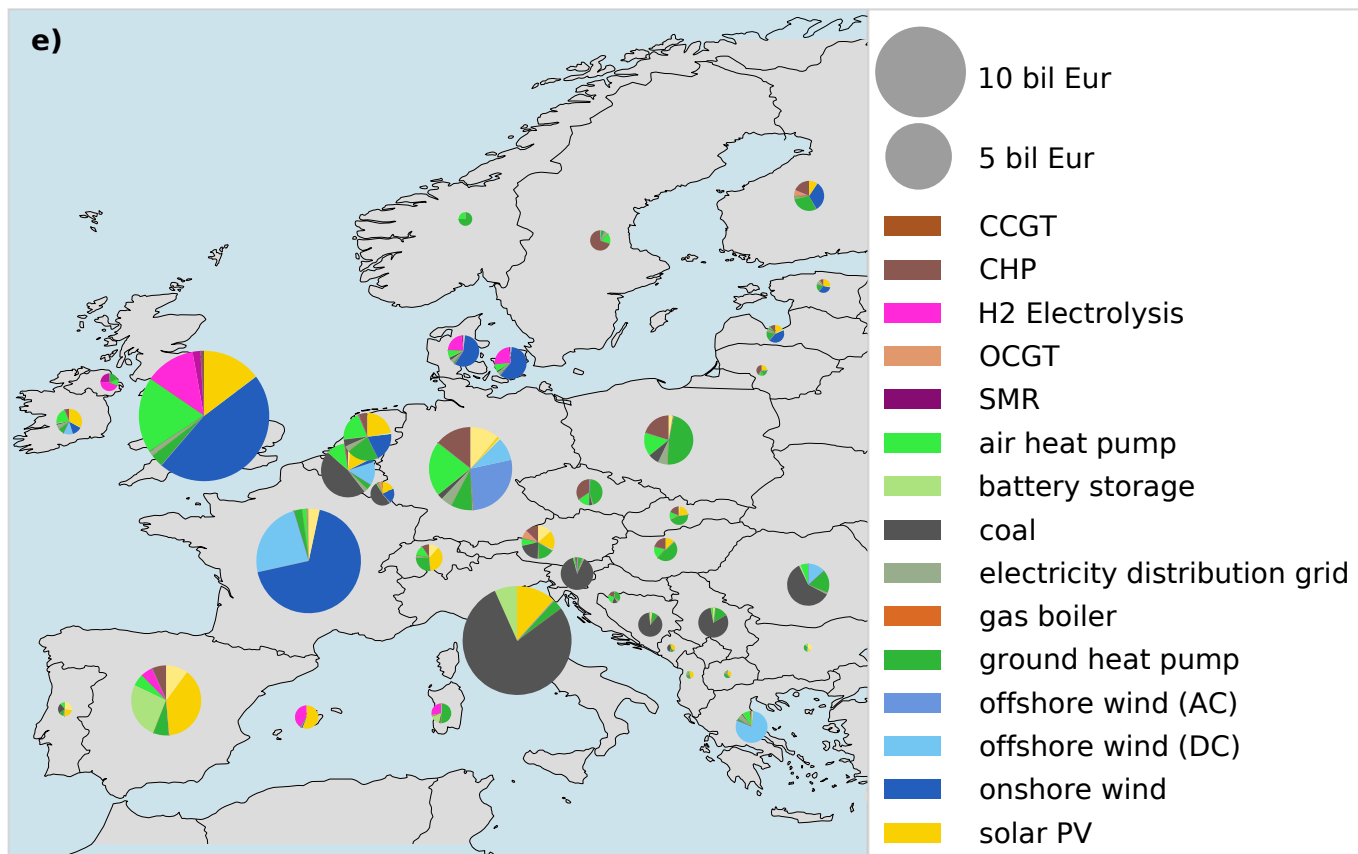 e)
10 bil Eur
5 bil Eur
CCGT
CHP
H2 Electrolysis
OCGT
SMR
air heat pump
battery storage
coal
electricity distribution grid
gas boiler
ground heat pump
offshore wind (AC)
offshore wind (DC)
onshore wind
solar PV